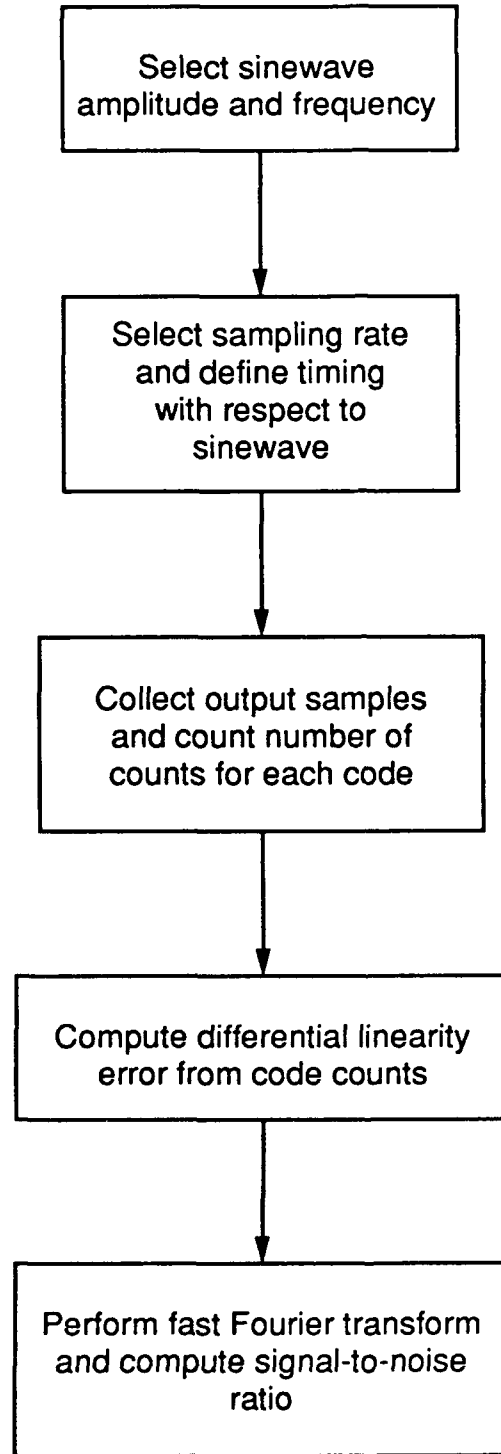 Select sinewave
amplitude and frequency
Select sampling rate
and define timing
with respect to
sinewave
Collect output samples
and count number of
counts for each code
Compute differential linearity
error from code counts
Perform fast Fourier transform
and compute signal-to-noise
ratio